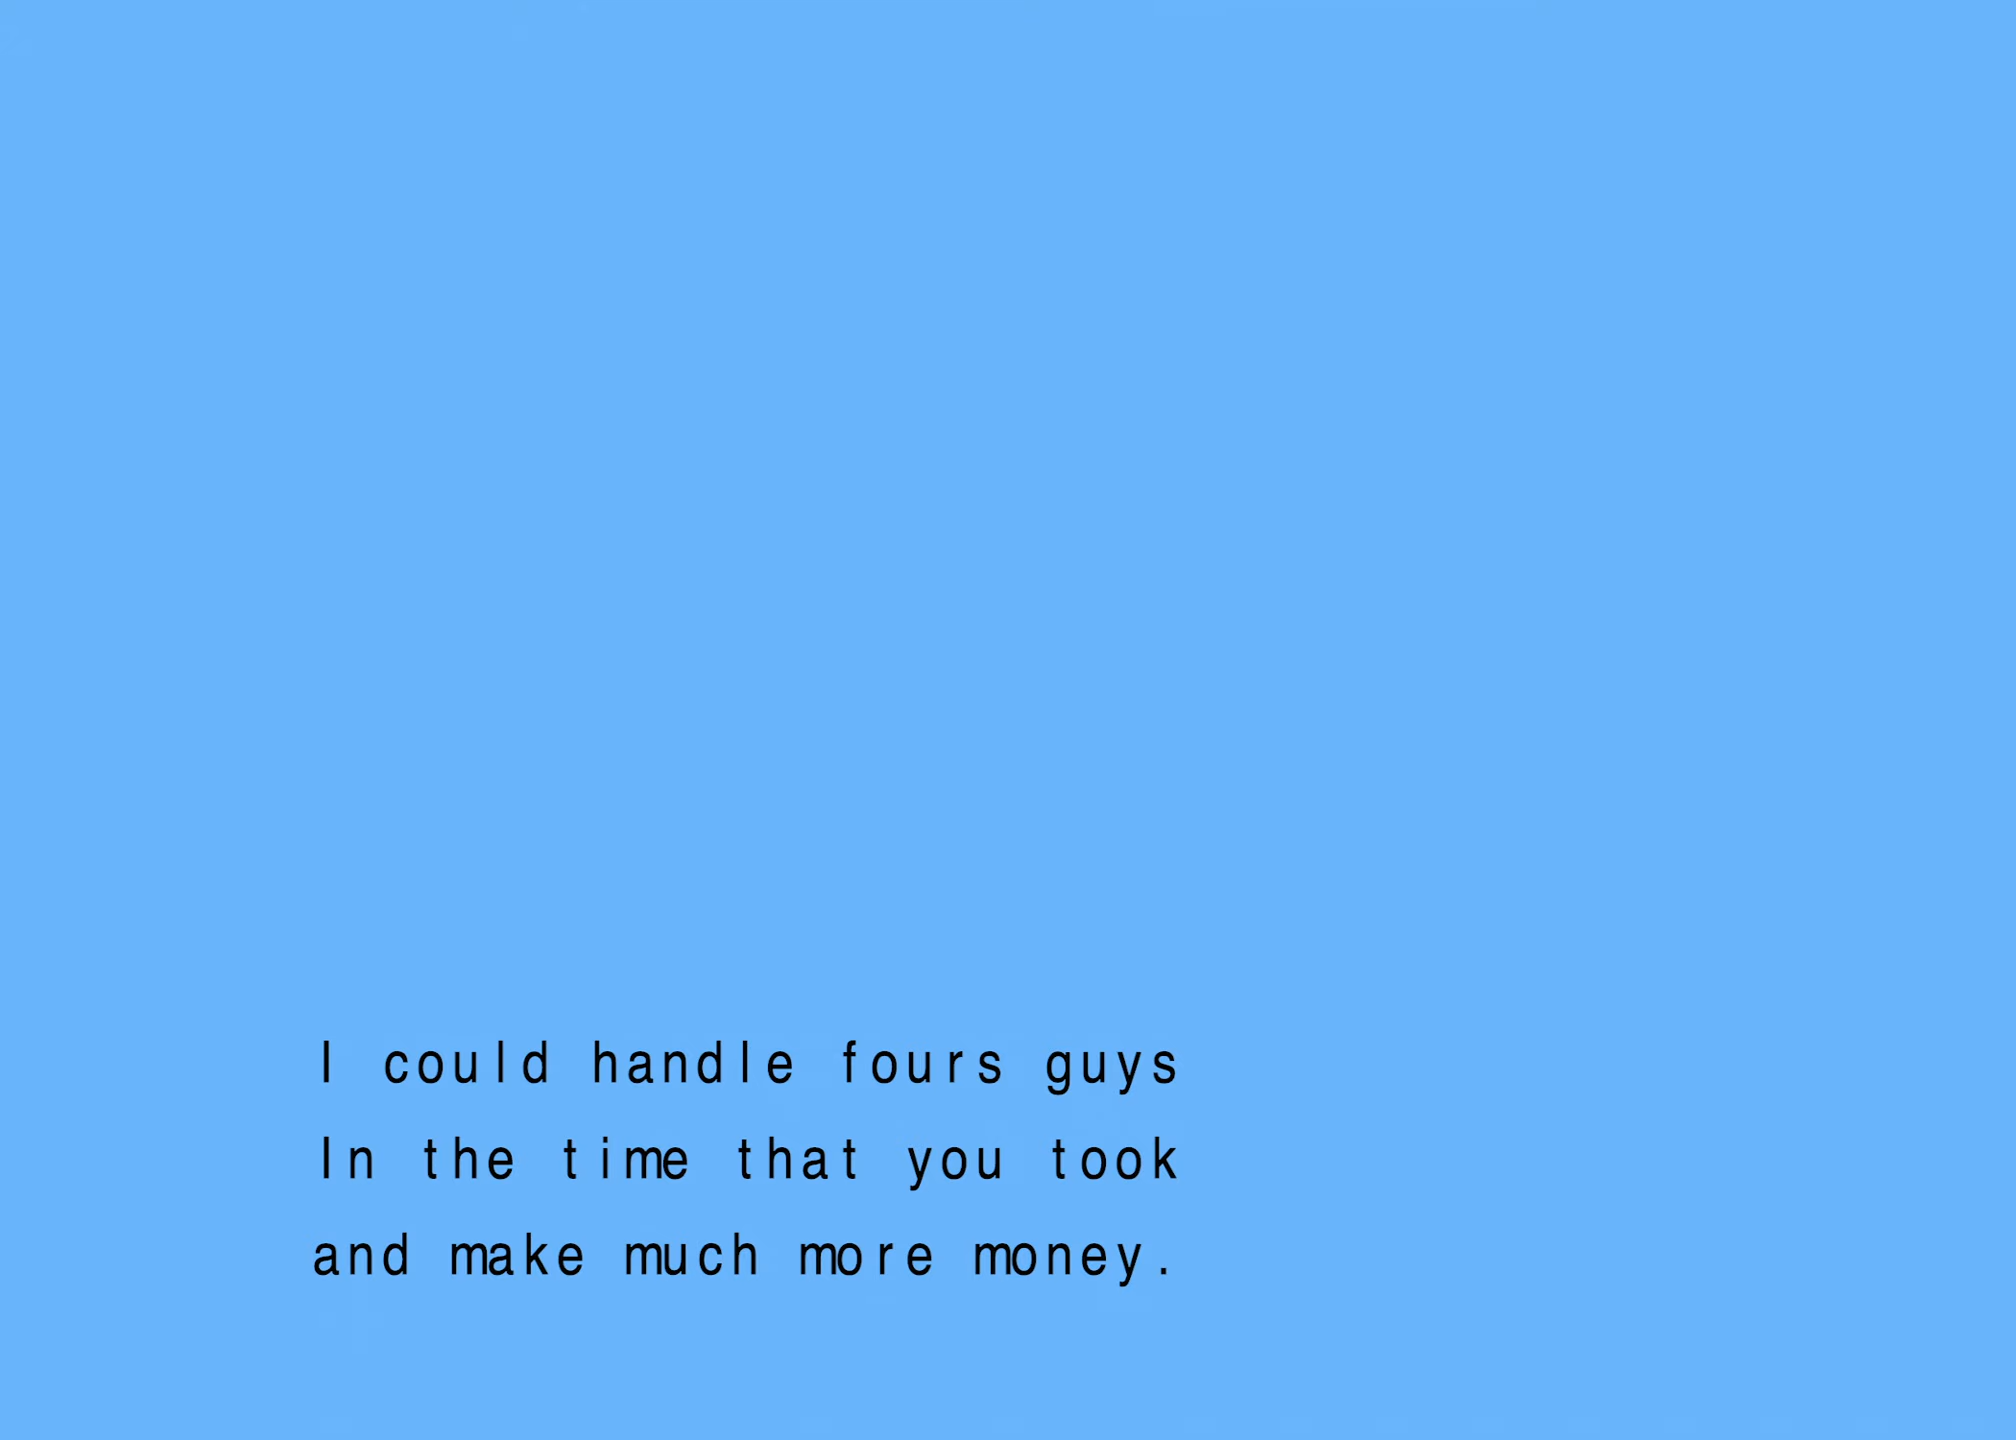 I could handle fours guys
In the time that you took
and make much more money.